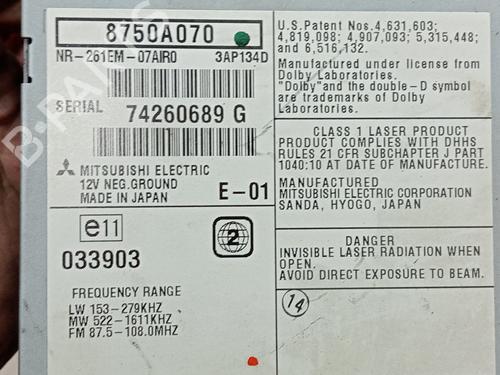 8750A070
NR-261EM-07AIR0 3AP134D
SERIAL 74260689 G
MITSUBISHI ELECTRIC
12V NEG.GROUND
MADE IN JAPAN E-01
e11
2
033903
FREQUENCY RANGE
LW 153-279KHZ
MW 522-1611KHZ
FM 87.5-108.0MHZ
U.S.Patent Nos.4,631,603;
4,819,098; 4,907,093; 5,315,448;
and 6,516,132.
Manufactured under license from
Dolby Laboratories.
"Dolby" and the double-D symbol
are trademarks of Dolby
Laboratories.
CLASS 1 LASER PRODUCT
PRODUCT COMPLIES WITH DHHS
RULES 21 CFR SUBCHAPTER J PART
1040:10 AT DATE OF MANUFACTURE.
MANUFACTURED
MITSUBISHI ELECTRIC CORPORATION
SANDA, HYOGO, JAPAN
DANGER
INVISIBLE LASER RADIATION WHEN
OPEN.
AVOID DIRECT EXPOSURE TO BEAM.
14
B-PARTS